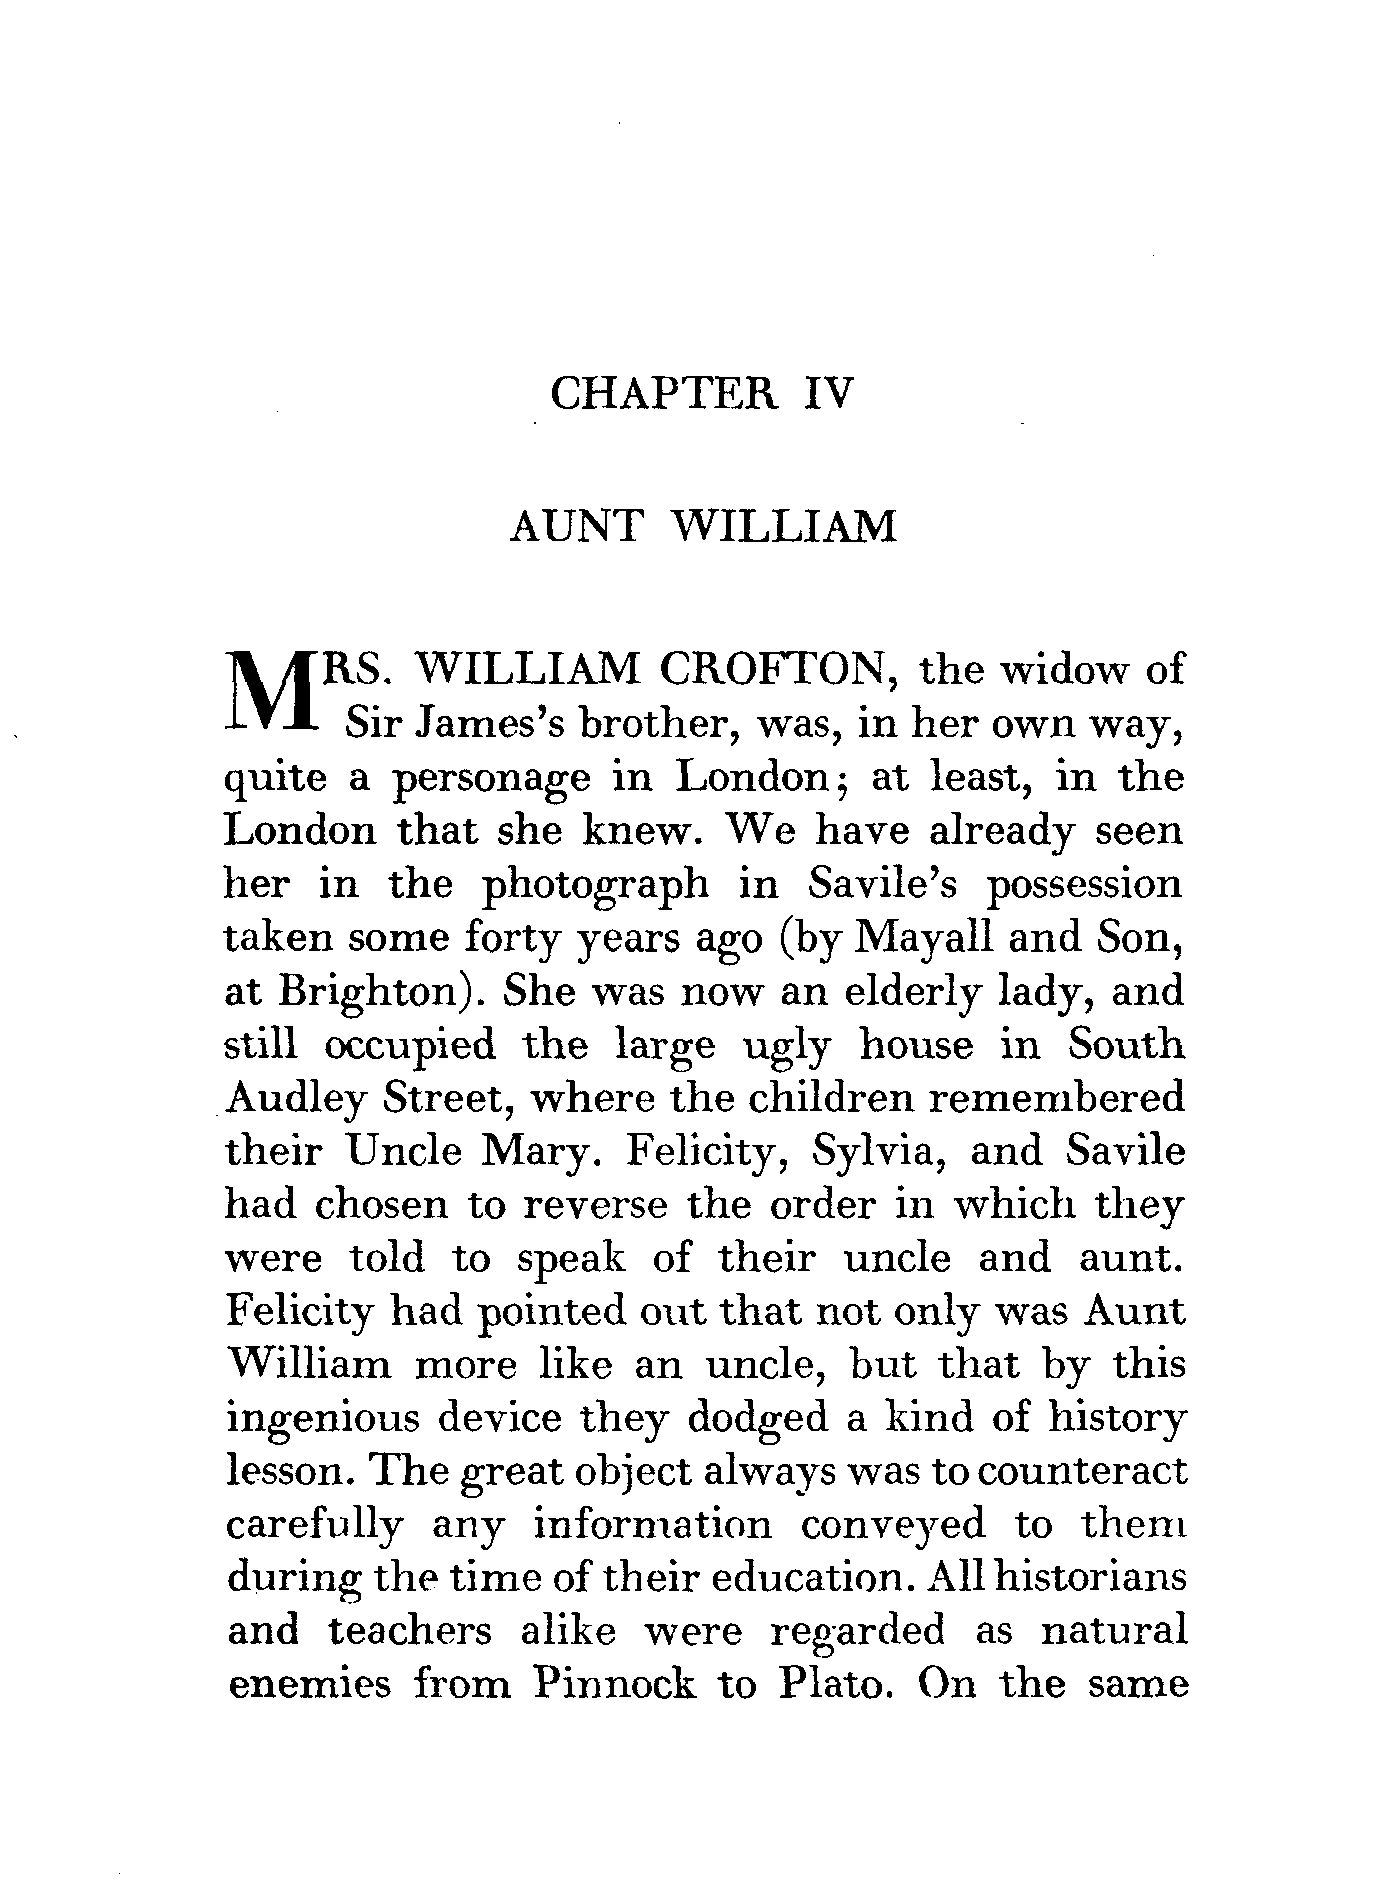 CHAPTER IV
AUNT WILLIAM
MRS. WILLIAM CROFTON, the widow of
Sir James's brother, was, in her own way,
quite a personage in London; at least, in the
London that she knew. We have already seen
her in the photograph in Savile's possession
taken some forty years ago (by Mayall and Son,
at Brighton). She was now an elderly lady, and
still occupied the large ugly house in South
Audley Street, where the children remembered
their Uncle Mary. Felicity, Sylvia, and Savile
had chosen to reverse the order in which they
were told to speak of their uncle and aunt.
Felicity had pointed out that not only was Aunt
William more like an uncle, but that by this
ingenious device they dodged a kind of history
lesson. The great object always was to counteract
carefully any information conveyed to them
during the time of their education. All historians
and teachers alike were regarded as natural
enemies from Pinnock to Plato. On the same